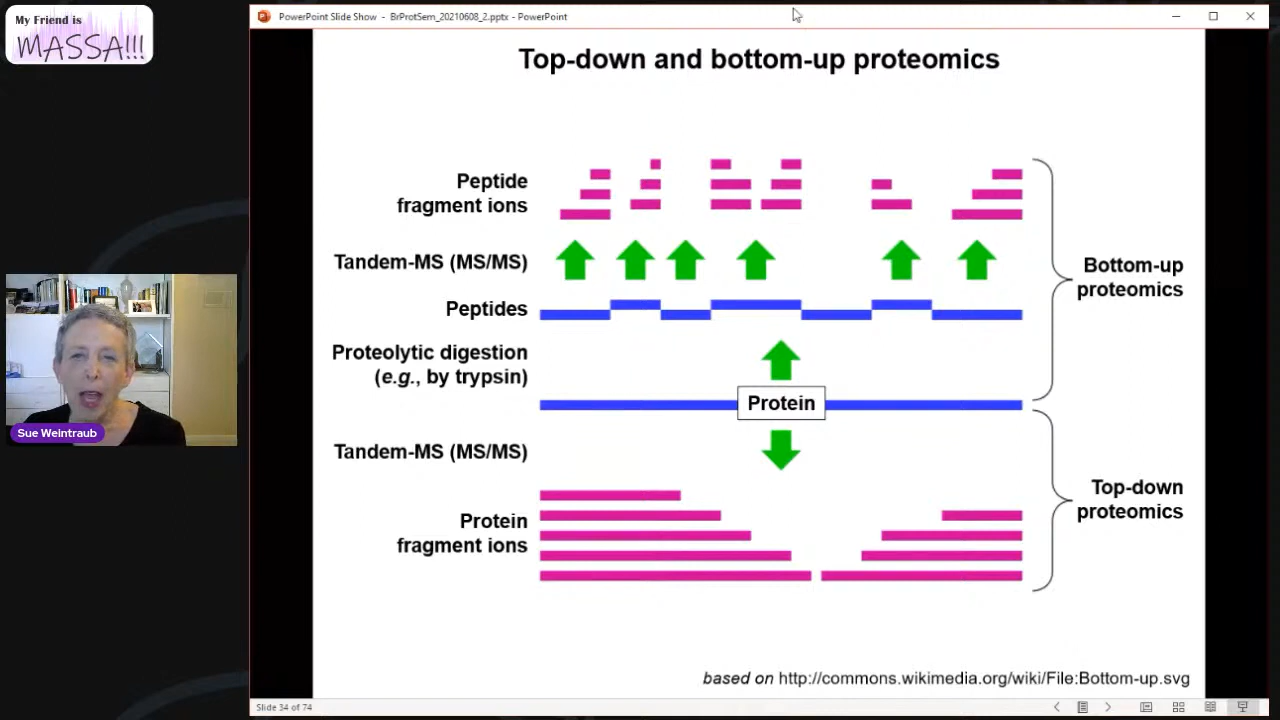 My Friend is
MASSA!!!
PowerPoint Slide Show - BrProtSem_20210608_2.pptx - PowerPoint
Top-down and bottom-up proteomics
Peptide
fragment ions
Tandem-MS (MS/MS)
Peptides
Bottom-up
proteomics
Proteolytic digestion
(e.g., by trypsin)
Protein
Sue Weintraub
Tandem-MS (MS/MS)
Protein
fragment ions
Top-down
proteomics
based on http://commons.wikimedia.org/wiki/File:Bottom-up.svg
Slide 34 of 74